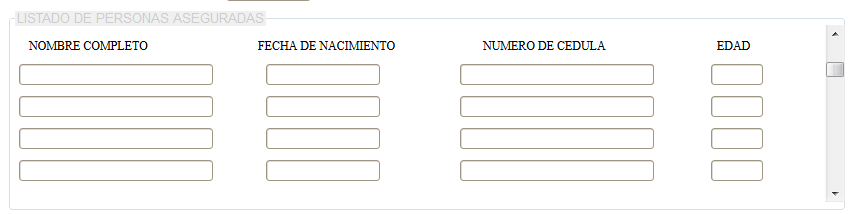 LISTADO DE PERSONAS ASEGURADAS
NOMBRE COMPLETO FECHA DE NACIMIENTO NUMERO DE CEDULA EDAD